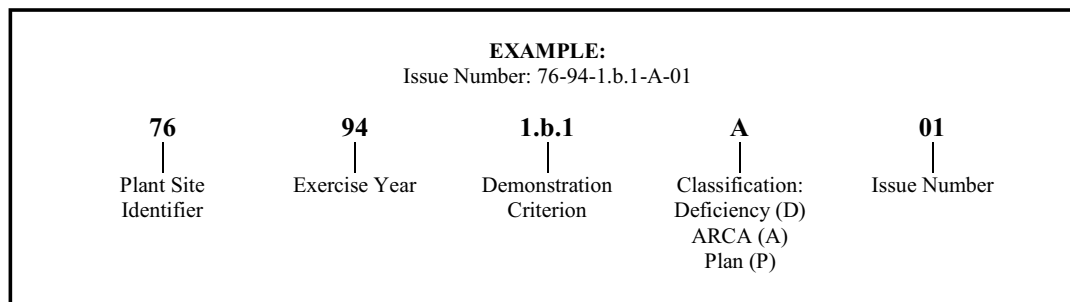 EXAMPLE:
Issue Number: 76-94-1.b.1-A-01
76 94 1.b.1 A 01
Plant Site Exercise Year Demonstration Classification: Issue Number
Identifier Criterion Deficiency (D)
ARCA (A)
Plan (P)